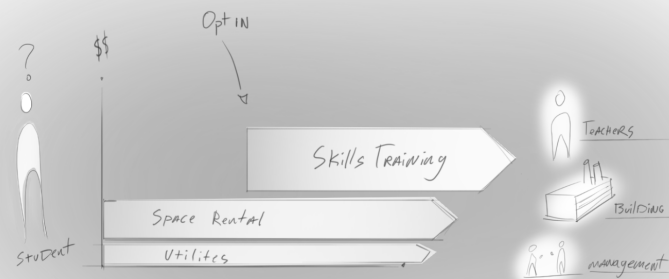 Opt IN
?
$$
Skills Training
Teachers
Space Rental
Building
Student
Utilites
management